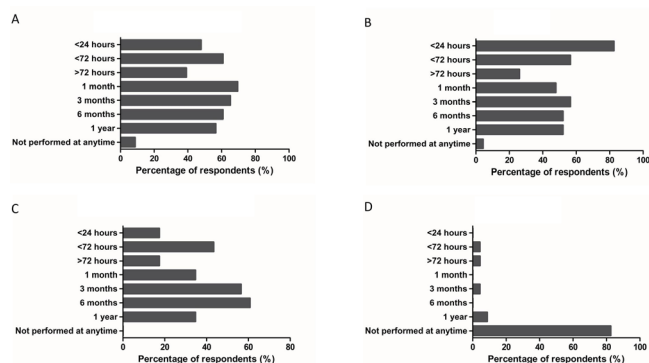 A
<24 hours
<72 hours
>72 hours
1 month
3 months
6 months
1 year
Not performed at anytime
0 20 40 60 80 100
Percentage of respondents (%)
B
<24 hours
<72 hours
>72 hours
1 month
3 months
6 months
1 year
Not performed at anytime
0 20 40 60 80 100
Percentage of respondents (%)
C
<24 hours
<72 hours
>72 hours
1 month
3 months
6 months
1 year
Not performed at anytime
0 20 40 60 80
Percentage of respondents (%)
D
<24 hours
<72 hours
>72 hours
1 month
3 months
6 months
1 year
Not performed at anytime
0 20 40 60 80 100
Percentage of respondents (%)